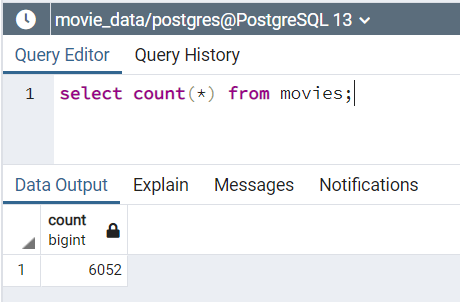 movie_data/postgres@PostgreSQL 13
Query Editor Query History
1 select count(*) from movies;
Data Output Explain Messages Notifications
count
bigint
1 6052